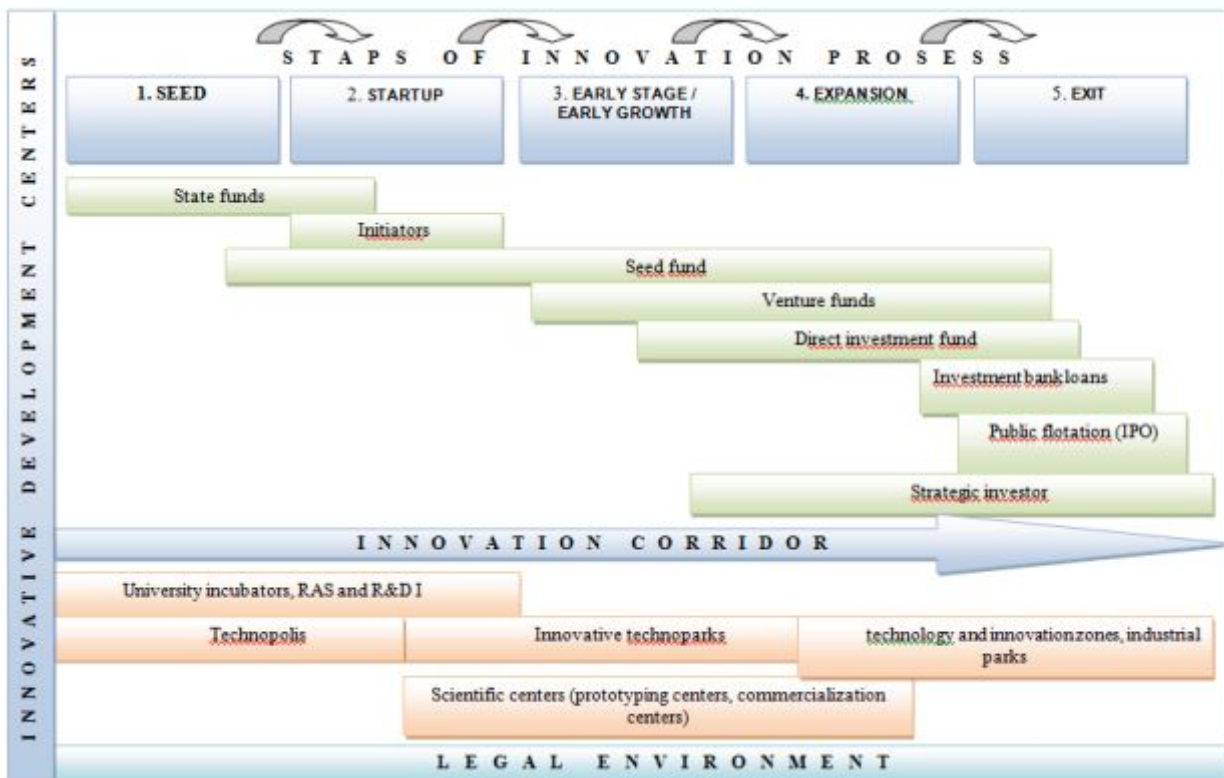 INNOVATIVE DEVELOPMENT CENTERS
STAPS OF INNOVATION PROSESS
1. SEED
2. STARTUP
3. EARLY STAGE /
EARLY GROWTH
4. EXPANSION
5. EXIT
State funds
Initiators
Seed fund
Venture funds
Direct investment fund
Investment bank loans
Public flotation (IPO)
Strategic investor
INNOVATION CORRIDOR
University incubators, RAS and R&D I
Technopolis
Innovative technoparks
technology and innovation zones, industrial
parks
Scientific centers (prototyping centers, commercialization
centers)
LEGAL ENVIRONMENT